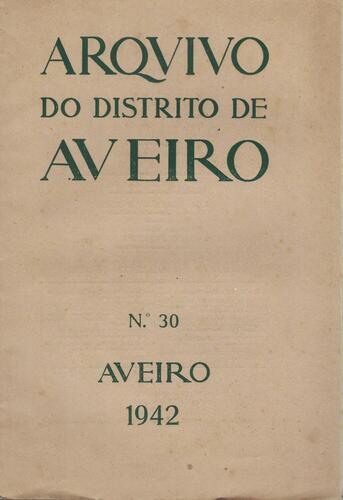 ARQVIVO
DO DISTRITO DE
AVEIRO
N.º 30
AVEIRO
1942